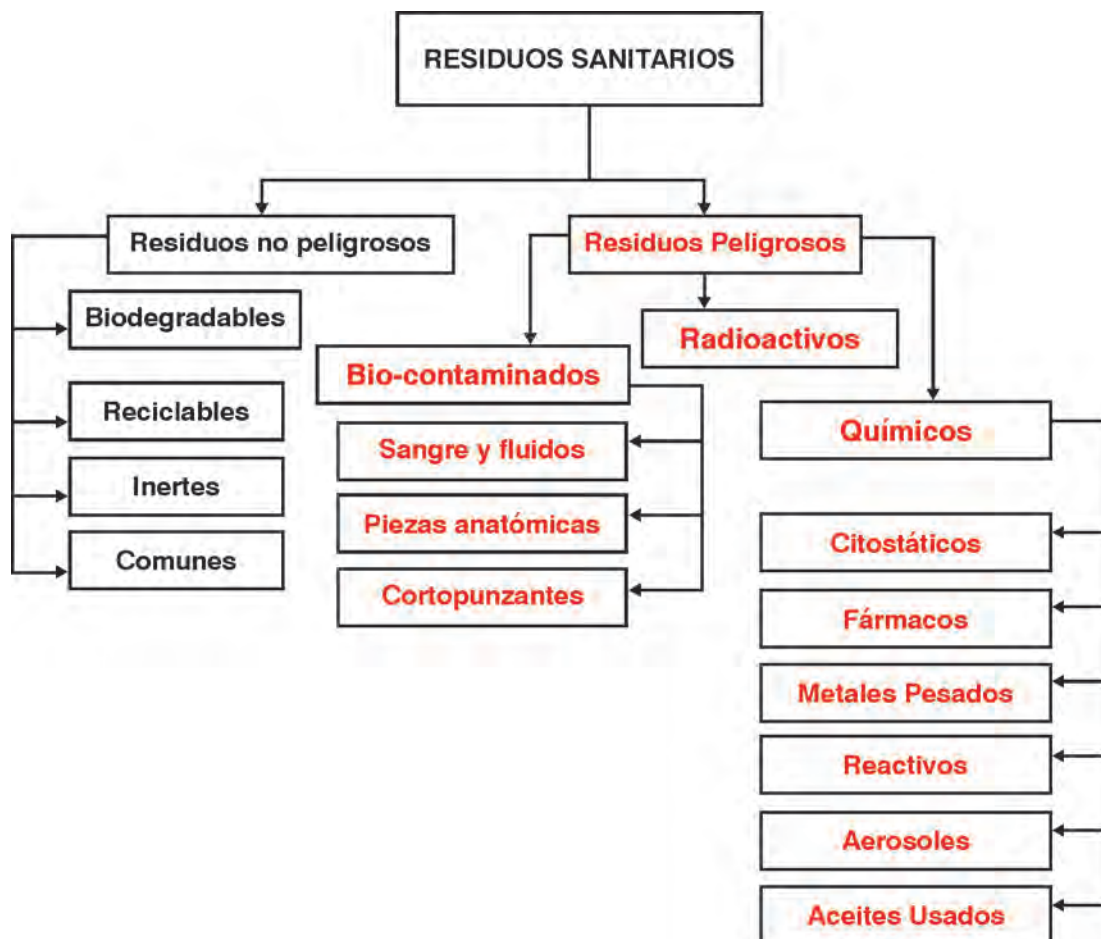 RESIDUOS SANITARIOS
Residuos no peligrosos
Biodegradables
Reciclables
Inertes
Comunes
Residuos Peligrosos
Bio-contaminados
Sangre y fluidos
Piezas anatómicas
Cortopunzantes
Radioactivos
Químicos
Citostáticos
Fármacos
Metales Pesados
Reactivos
Aerosoles
Aceites Usados